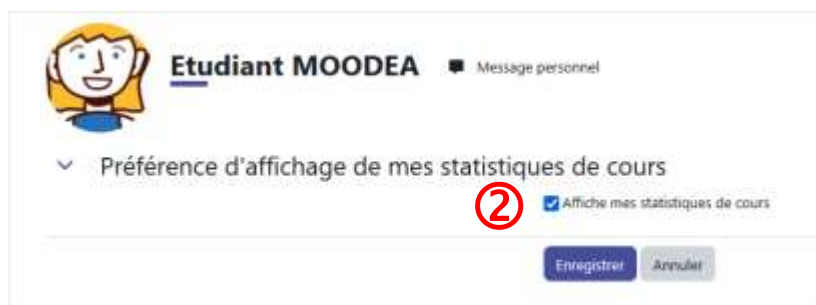 Etudiant MOODEA Message personnel
Préférence d'affichage de mes statistiques de cours
② Affiche mes statistiques de cours
Enregistrer Annuler